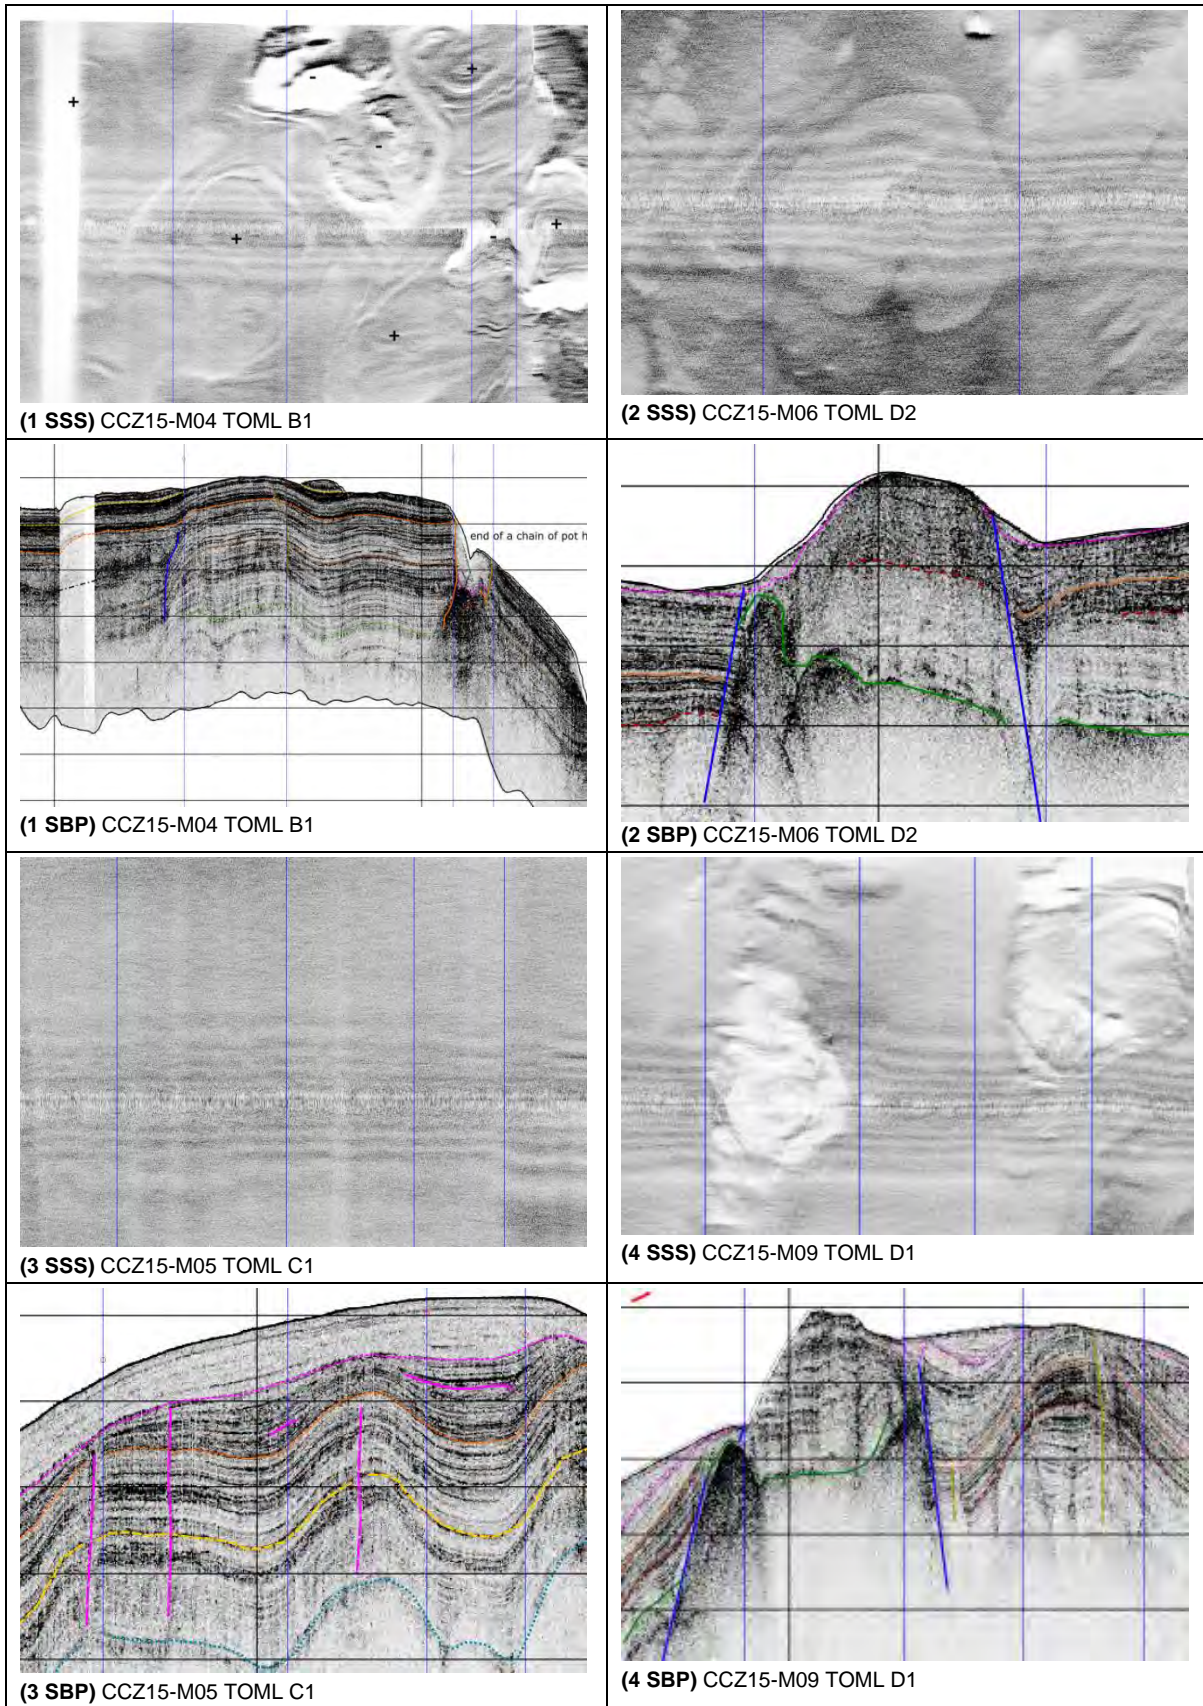 (1 SSS) CCZ15-M04 TOML B1
(2 SSS) CCZ15-M06 TOML D2
end of a chain of pot h
(1 SBP) CCZ15-M04 TOML B1
(2 SBP) CCZ15-M06 TOML D2
(3 SSS) CCZ15-M05 TOML C1
(4 SSS) CCZ15-M09 TOML D1
(3 SBP) CCZ15-M05 TOML C1
(4 SBP) CCZ15-M09 TOML D1